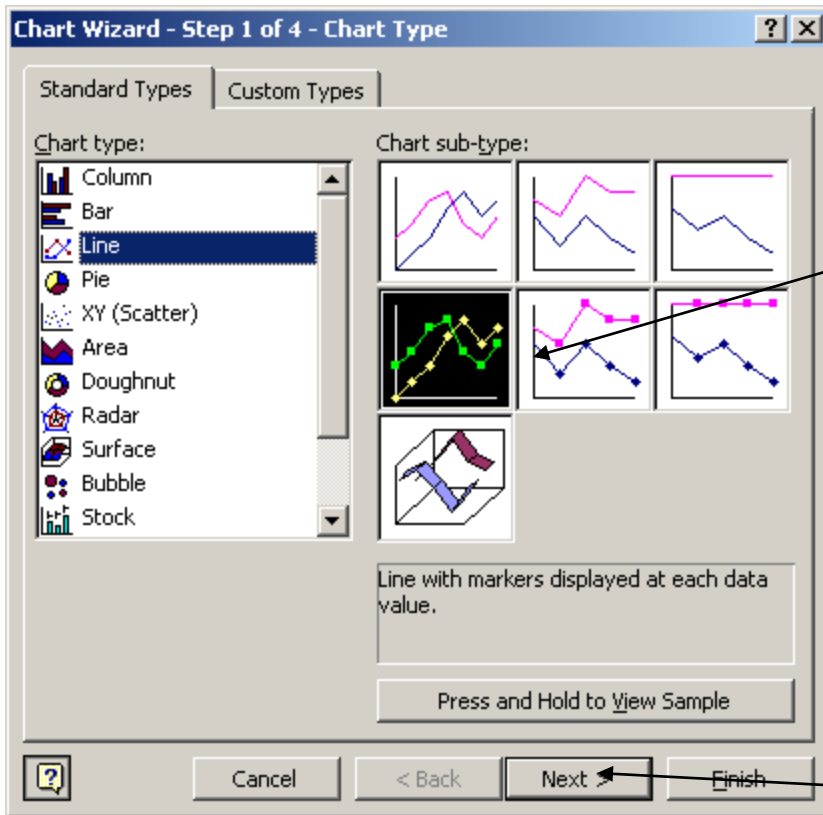 Chart Wizard - Step 1 of 4 - Chart Type
Standard Types
Custom Types
Chart type:
Column
Bar
Line
Pie
XY (Scatter)
Area
Doughnut
Radar
Surface
Bubble
Stock
Chart sub-type:
Line with markers displayed at each data
value.
Press and Hold to View Sample
Cancel
< Back
Next >
Finish